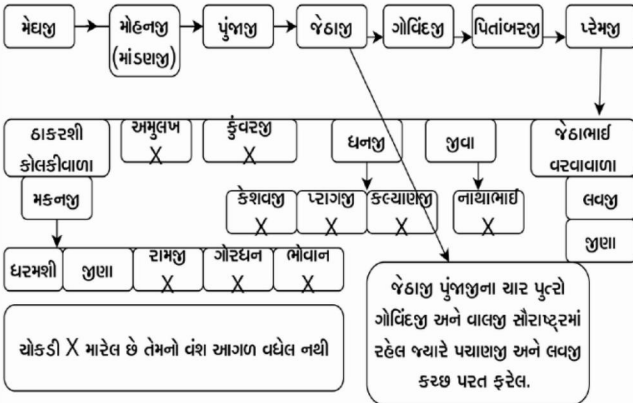 મેઘજી
મોહનજી
(માંડણજી)
પુંજાજી
જેઠાજી
ગોવિંદજી
પિતાંબરજી
પ્રેમજી
ઠાકરશી
કોલકીવાળા
અમુલખ
X
કુંવરજી
X
ધનજી
જીવા
જેઠાભાઈ
વરવાવાળા
મકનજી
કેશવજી
X
પ્રાગજી
X
કલ્યાણજી
X
નાથાભાઈ
X
લવજી
જીણા
ધરમશી
જીણા
રામજી
X
ગોરધન
X
ભોવાન
X
ચોકડી X મારેલ છે તેમનો વંશ આગળ વધેલ નથી
જેઠાજી પુંજાજીના ચાર પુત્રો
ગોવિંદજી અને વાલજી સૌરાષ્ટ્રમાં
રહેલ જ્યારે પચાણજી અને લવજી
કચ્છ પરત ફરેલ.